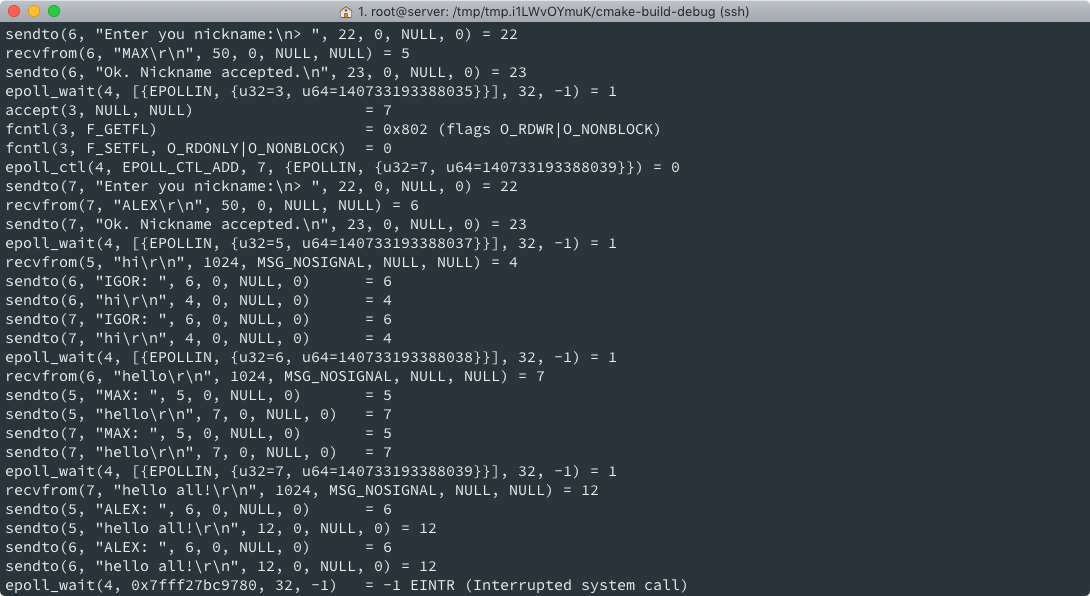 1. root@server: /tmp/tmp.i1LWvOYmuK/cmake-build-debug (ssh)
sendto(6, "Enter you nickname:\n> ", 22, 0, NULL, 0) = 22
recvfrom(6, "MAX\r\n", 50, 0, NULL, NULL) = 5
sendto(6, "Ok. Nickname accepted.\n", 23, 0, NULL, 0) = 23
epoll_wait(4, [{EPOLLIN, {u32=3, u64=140733193388035}}], 32, -1) = 1
accept(3, NULL, NULL)                   = 7
fcntl(3, F_GETFL)                       = 0x802 (flags O_RDWR|O_NONBLOCK)
fcntl(3, F_SETFL, O_RDONLY|O_NONBLOCK)  = 0
epoll_ctl(4, EPOLL_CTL_ADD, 7, {EPOLLIN, {u32=7, u64=140733193388039}}) = 0
sendto(7, "Enter you nickname:\n> ", 22, 0, NULL, 0) = 22
recvfrom(7, "ALEX\r\n", 50, 0, NULL, NULL) = 6
sendto(7, "Ok. Nickname accepted.\n", 23, 0, NULL, 0) = 23
epoll_wait(4, [{EPOLLIN, {u32=5, u64=140733193388037}}], 32, -1) = 1
recvfrom(5, "hi\r\n", 1024, MSG_NOSIGNAL, NULL, NULL) = 4
sendto(6, "IGOR: ", 6, 0, NULL, 0)      = 6
sendto(6, "hi\r\n", 4, 0, NULL, 0)      = 4
sendto(7, "IGOR: ", 6, 0, NULL, 0)      = 6
sendto(7, "hi\r\n", 4, 0, NULL, 0)      = 4
epoll_wait(4, [{EPOLLIN, {u32=6, u64=140733193388038}}], 32, -1) = 1
recvfrom(6, "hello\r\n", 1024, MSG_NOSIGNAL, NULL, NULL) = 7
sendto(5, "MAX: ", 5, 0, NULL, 0)       = 5
sendto(5, "hello\r\n", 7, 0, NULL, 0)   = 7
sendto(7, "MAX: ", 5, 0, NULL, 0)       = 5
sendto(7, "hello\r\n", 7, 0, NULL, 0)   = 7
epoll_wait(4, [{EPOLLIN, {u32=7, u64=140733193388039}}], 32, -1) = 1
recvfrom(7, "hello all!\r\n", 1024, MSG_NOSIGNAL, NULL, NULL) = 12
sendto(5, "ALEX: ", 6, 0, NULL, 0)      = 6
sendto(5, "hello all!\r\n", 12, 0, NULL, 0) = 12
sendto(6, "ALEX: ", 6, 0, NULL, 0)      = 6
sendto(6, "hello all!\r\n", 12, 0, NULL, 0) = 12
epoll_wait(4, 0x7fff27bc9780, 32, -1)   = -1 EINTR (Interrupted system call)